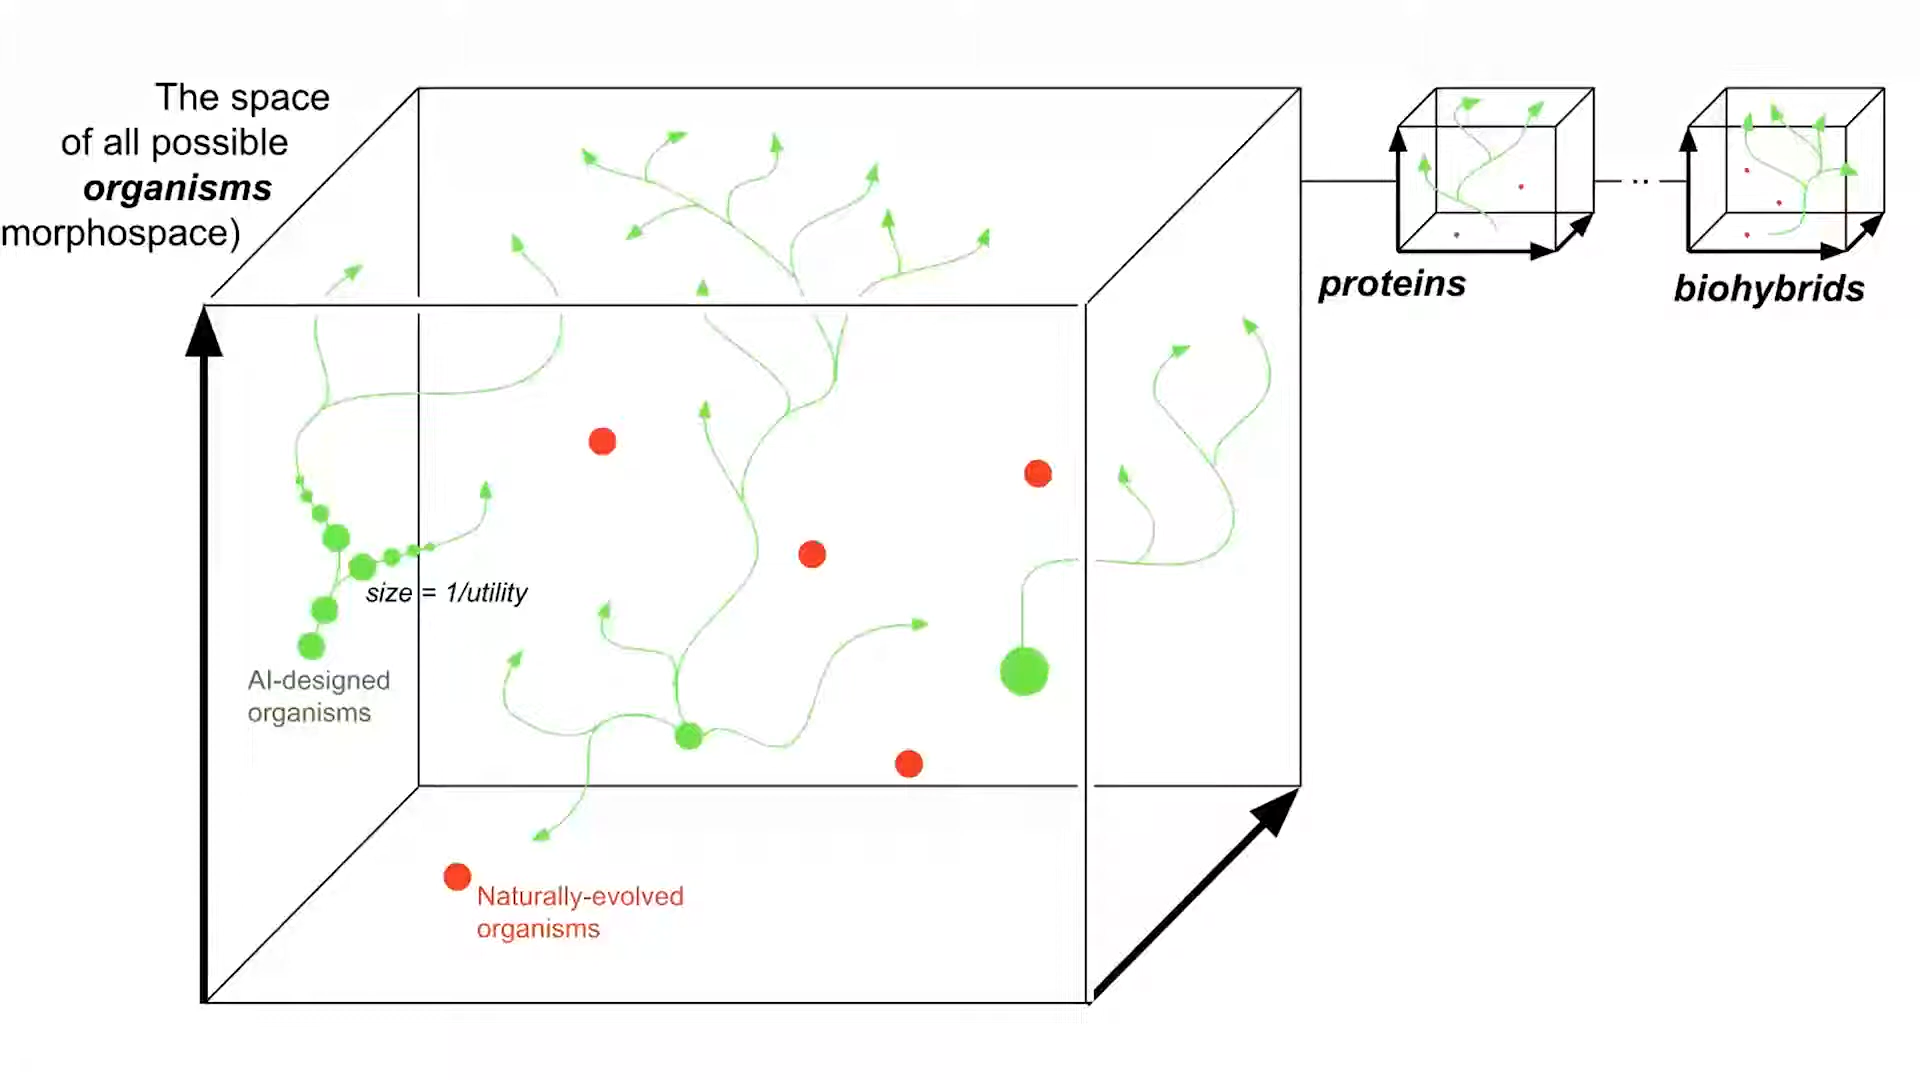 The space
of all possible
organisms
morphospace)
proteins
··
biohybrids
size = 1/utility
AI-designed
organisms
Naturally-evolved
organisms